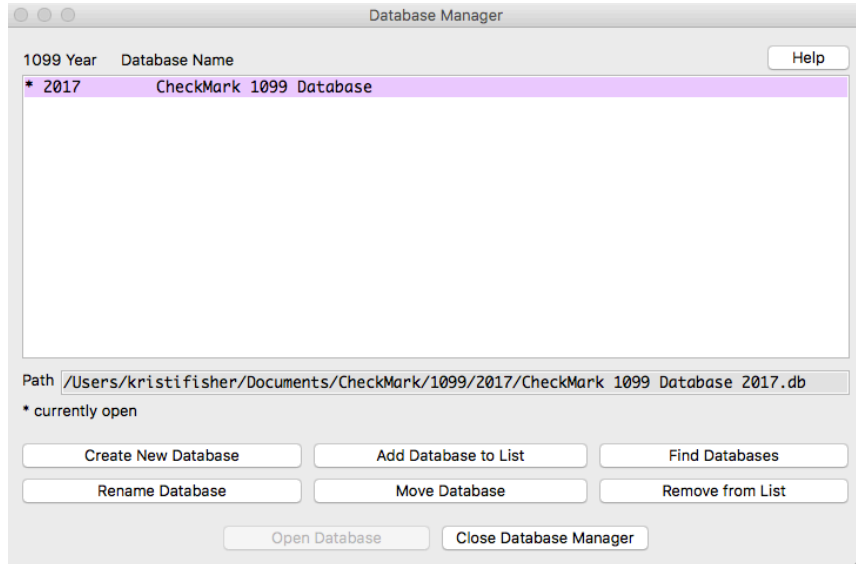 Database Manager
1099 Year Database Name Help
* 2017 CheckMark 1099 Database
Path /Users/kristifisher/Documents/CheckMark/1099/2017/CheckMark 1099 Database 2017.db
* currently open
Create New Database Add Database to List Find Databases
Rename Database Move Database Remove from List
Open Database Close Database Manager